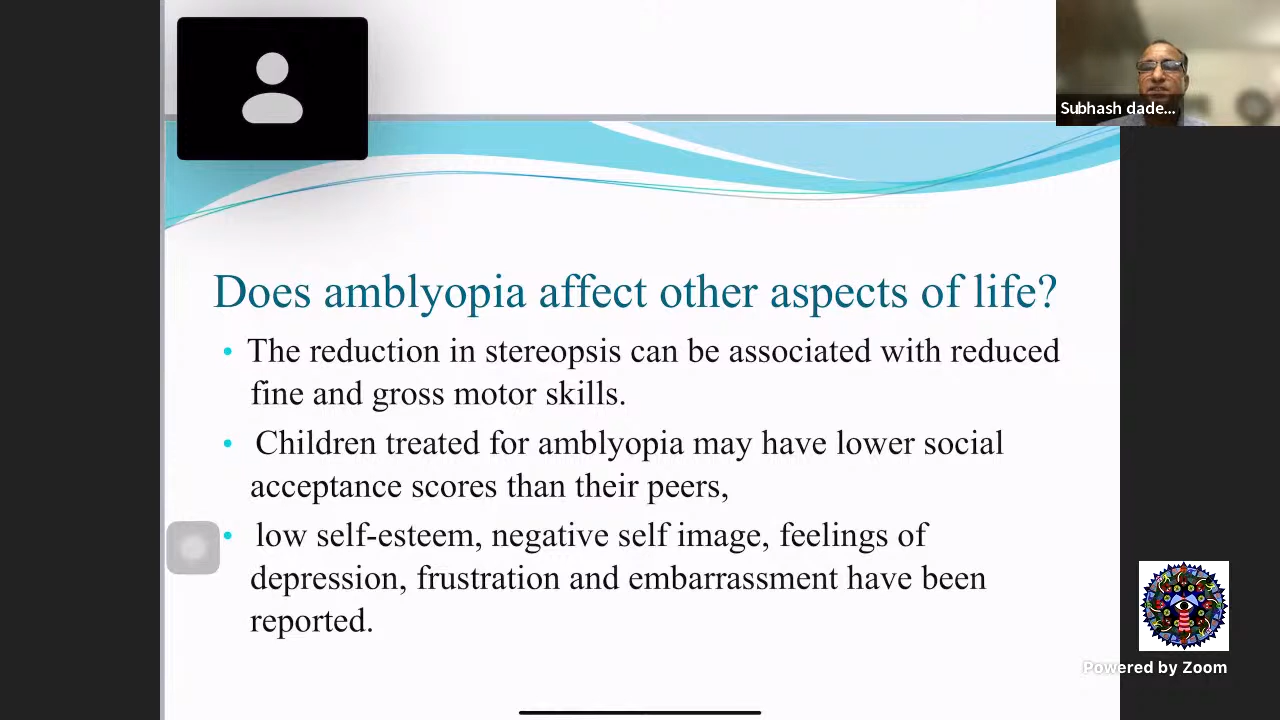 Subhash dade...
Does amblyopia affect other aspects of life?
• The reduction in stereopsis can be associated with reduced
fine and gross motor skills.
• Children treated for amblyopia may have lower social
acceptance scores than their peers,
• low self-esteem, negative self image, feelings of
depression, frustration and embarrassment have been
reported.
Powered by Zoom